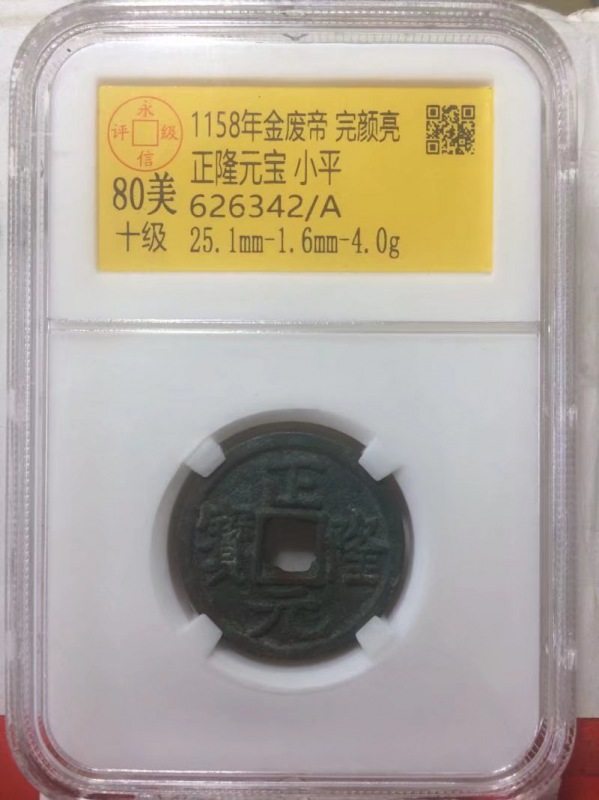 永信评级
1158年金废帝 完颜亮
正隆元宝 小平
80美
626342/A
十级
25.1mm-1.6mm-4.0g
正隆元寶